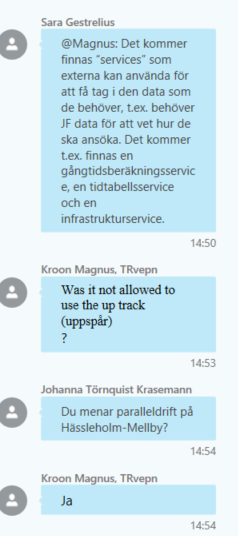 Sara Gestrelius
@Magnus: Det kommer
finnas "services" som
externa kan använda för
att få tag i den data som
de behöver, t.ex. behöver
JF data för att vet hur de
ska ansöka. Det kommer
t.ex. finnas en
gångtidsberäkningsservic
e, en tidtabellsservice
och en
infrastrukturservice.
14:50
Kroon Magnus, TRvepn
Was it not allowed to
use the up track
(uppspår)
?
14:53
Johanna Törnquist Krasemann
Du menar paralleldrift på
Hässleholm-Mellby?
14:54
Kroon Magnus, TRvepn
Ja
14:54